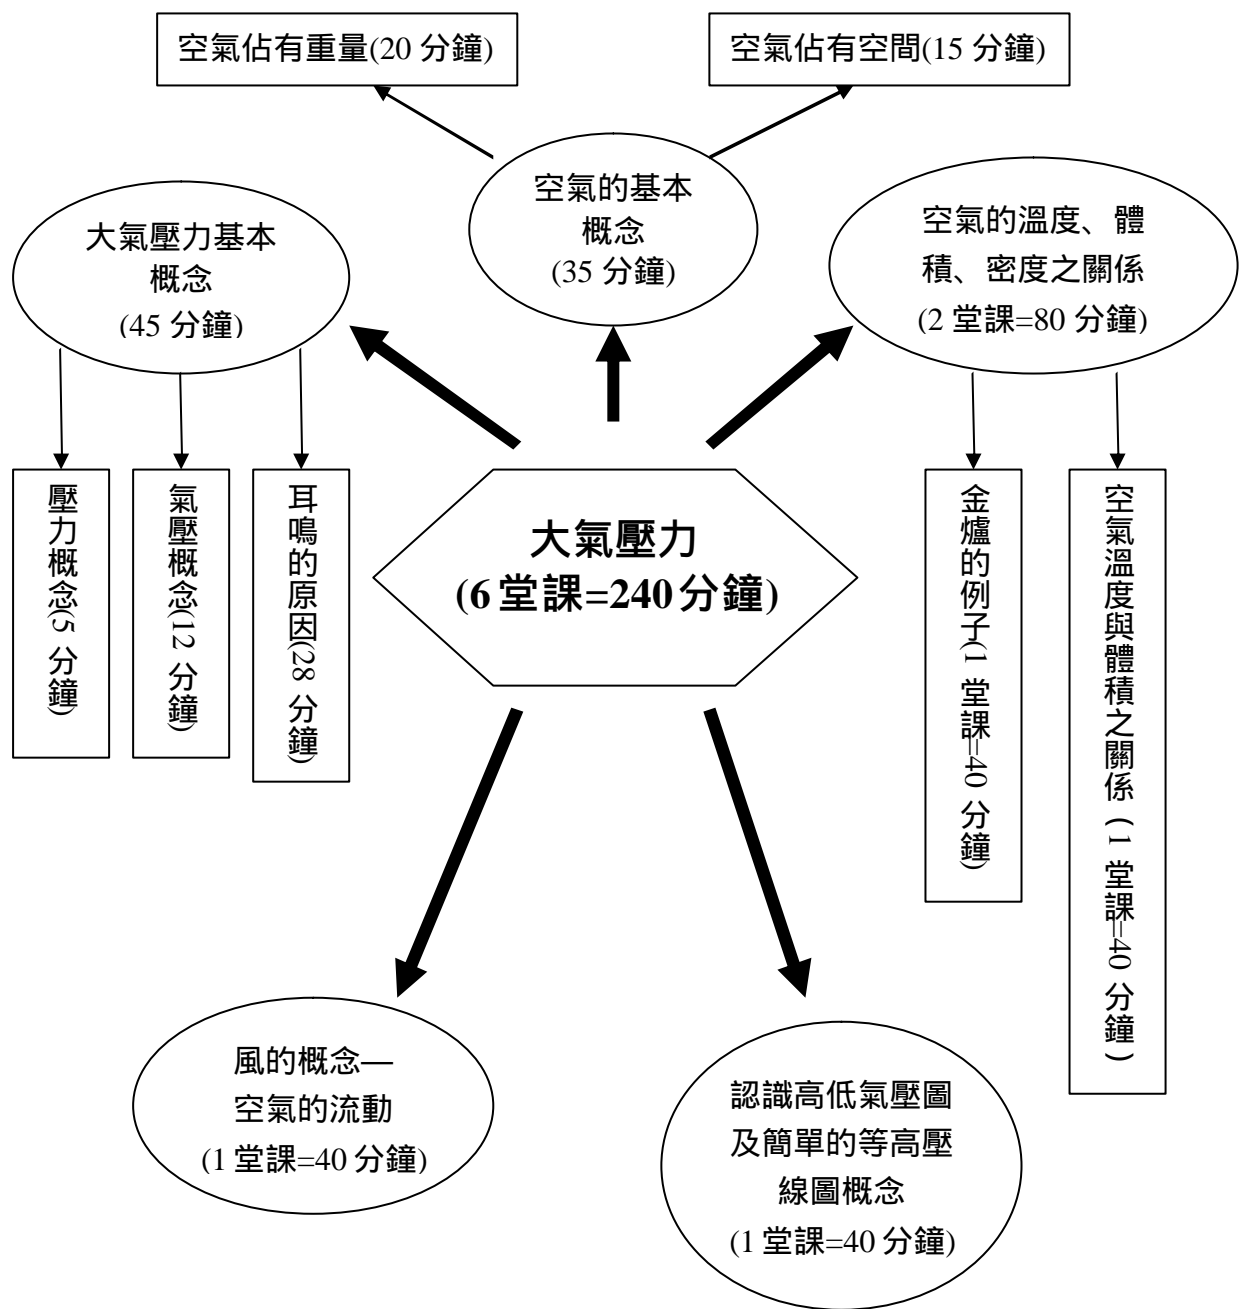 空氣佔有重量(20 分鐘)
空氣佔有空間(15 分鐘)
空氣的基本
概念
(35 分鐘)
大氣壓力基本
概念
(45 分鐘)
空氣的溫度、體
積、密度之關係
(2 堂課=80 分鐘)
壓力概念(5 分鐘)
氣壓概念(12 分鐘)
耳鳴的原因(28 分鐘)
大氣壓力
(6 堂課=240 分鐘)
金爐的例子(1 堂課=40 分鐘)
空氣溫度與體積之關係(1 堂課=40 分鐘)
風的概念—
空氣的流動
(1 堂課=40 分鐘)
認識高低氣壓圖
及簡單的等高壓
線圖概念
(1 堂課=40 分鐘)